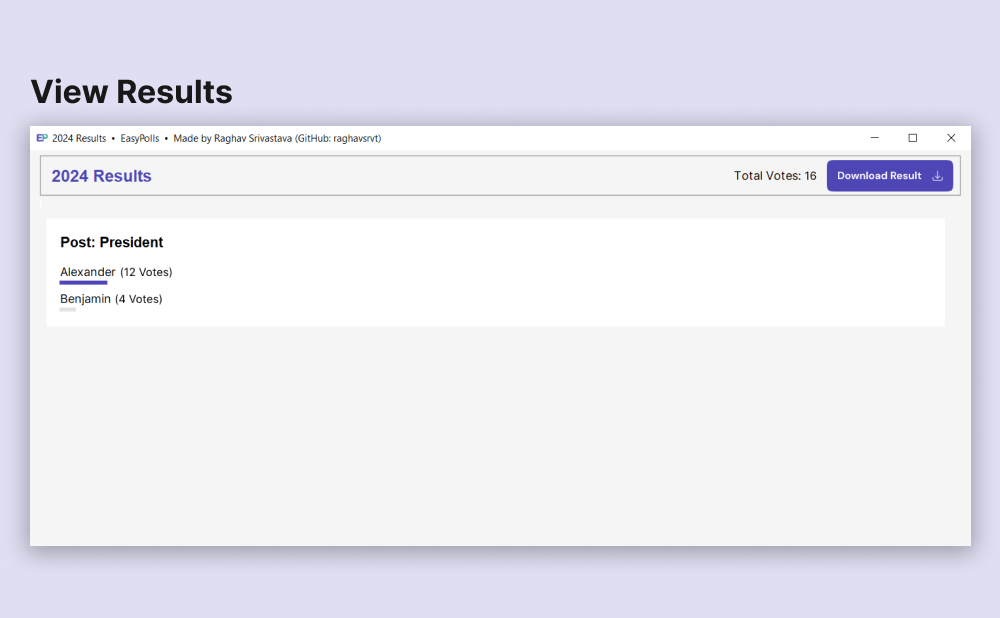 View Results
EP 2024 Results • EasyPolls • Made by Raghav Srivastava (GitHub: raghavsrvt)
2024 Results
Total Votes: 16
Download Result
Post: President
Alexander (12 Votes)
Benjamin (4 Votes)